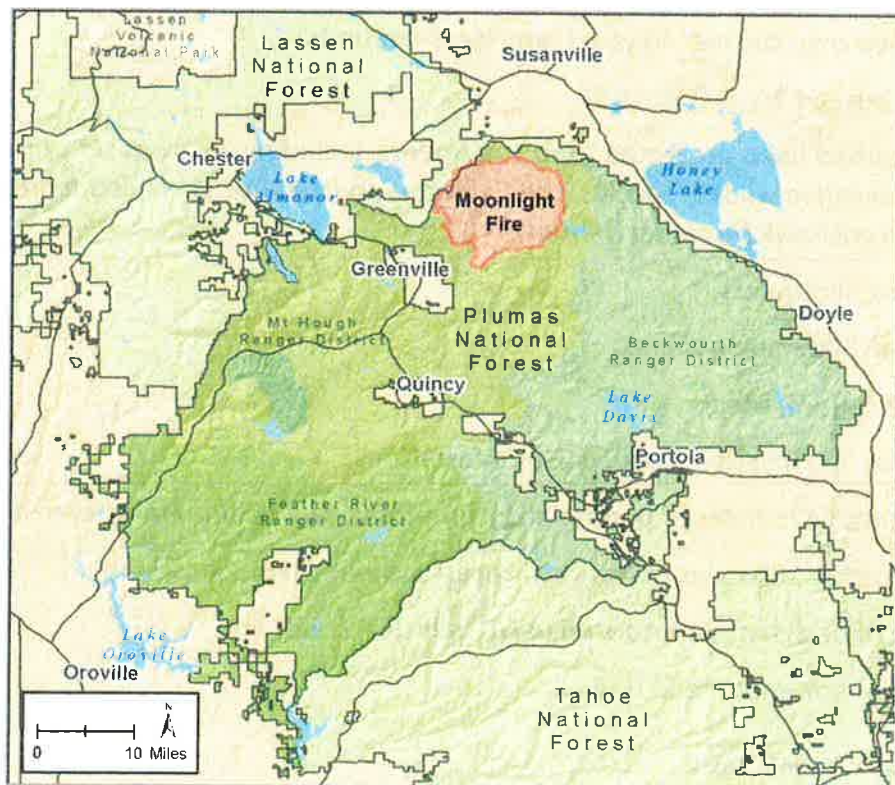 Lassen
Volcanic
National Park
Lassen
National
Forest
Susanville
Chester
Lake
Almanor
Honey
Lake
Moonlight
Fire
Greenville
Mt Hough
Ranger District
Plumas
National
Forest
Doyle
Beckwourth
Ranger District
Quincy
Lake
Davis
Portola
Feather River
Ranger District
Lake
Oroville
Oroville
Tahoe
National
Forest
N
0 10 Miles